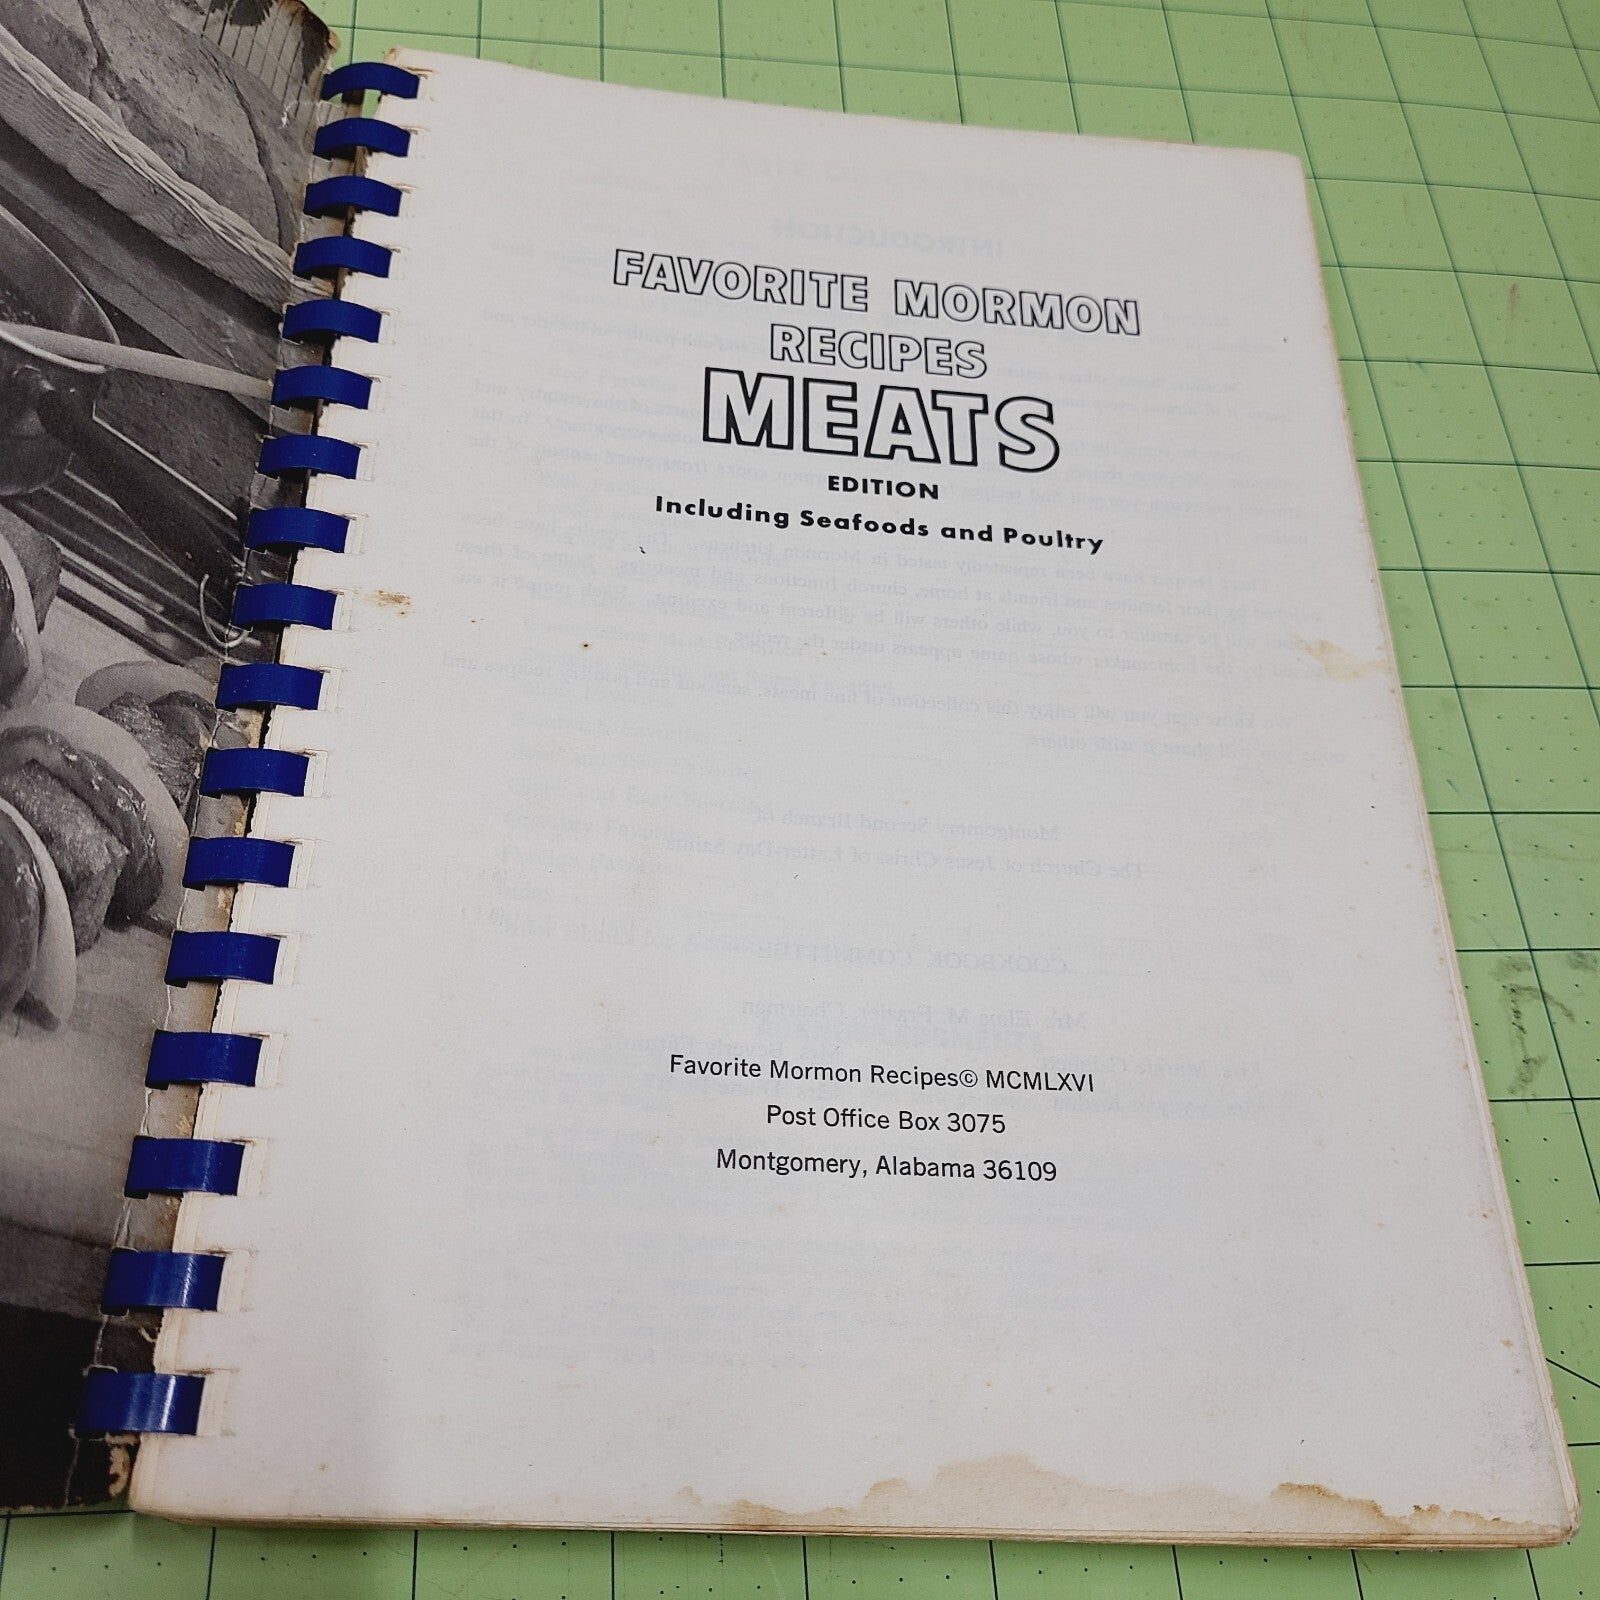 FAVORITE MORMON
RECIPES
MEATS
EDITION
Including Seafoods and Poultry
Favorite Mormon Recipes© MCMLXVI
Post Office Box 3075
Montgomery, Alabama 36109